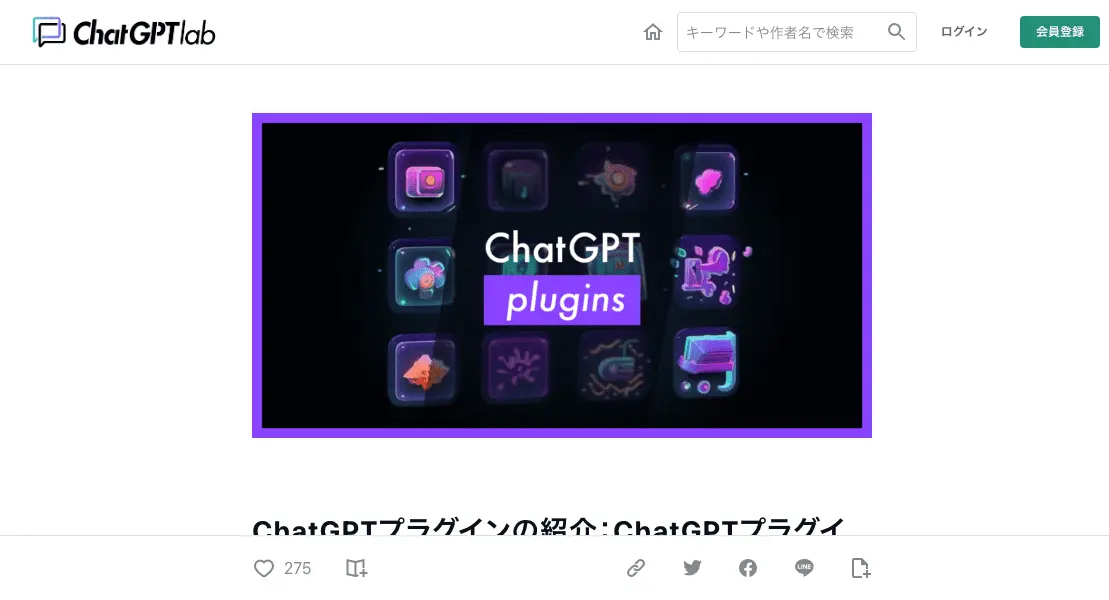 ChatGPTlab
キーワードや作者名で検索
ログイン
会員登録
ChatGPT
plugins
ChatGPTプラグインの紹介：ChatGPTプラグイ
275
LINE